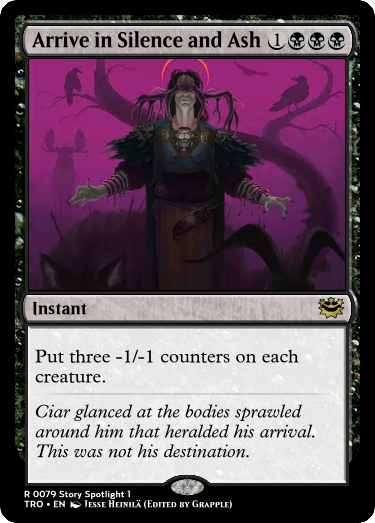 Arrive in Silence and Ash 1
Instant
Put three -1/-1 counters on each
creature.
Ciar glanced at the bodies sprawled
around him that heralded his arrival.
This was not his destination.
R 0079 Story Spotlight 1
TRO • EN Jesse Heinilä (Edited by Grapple)